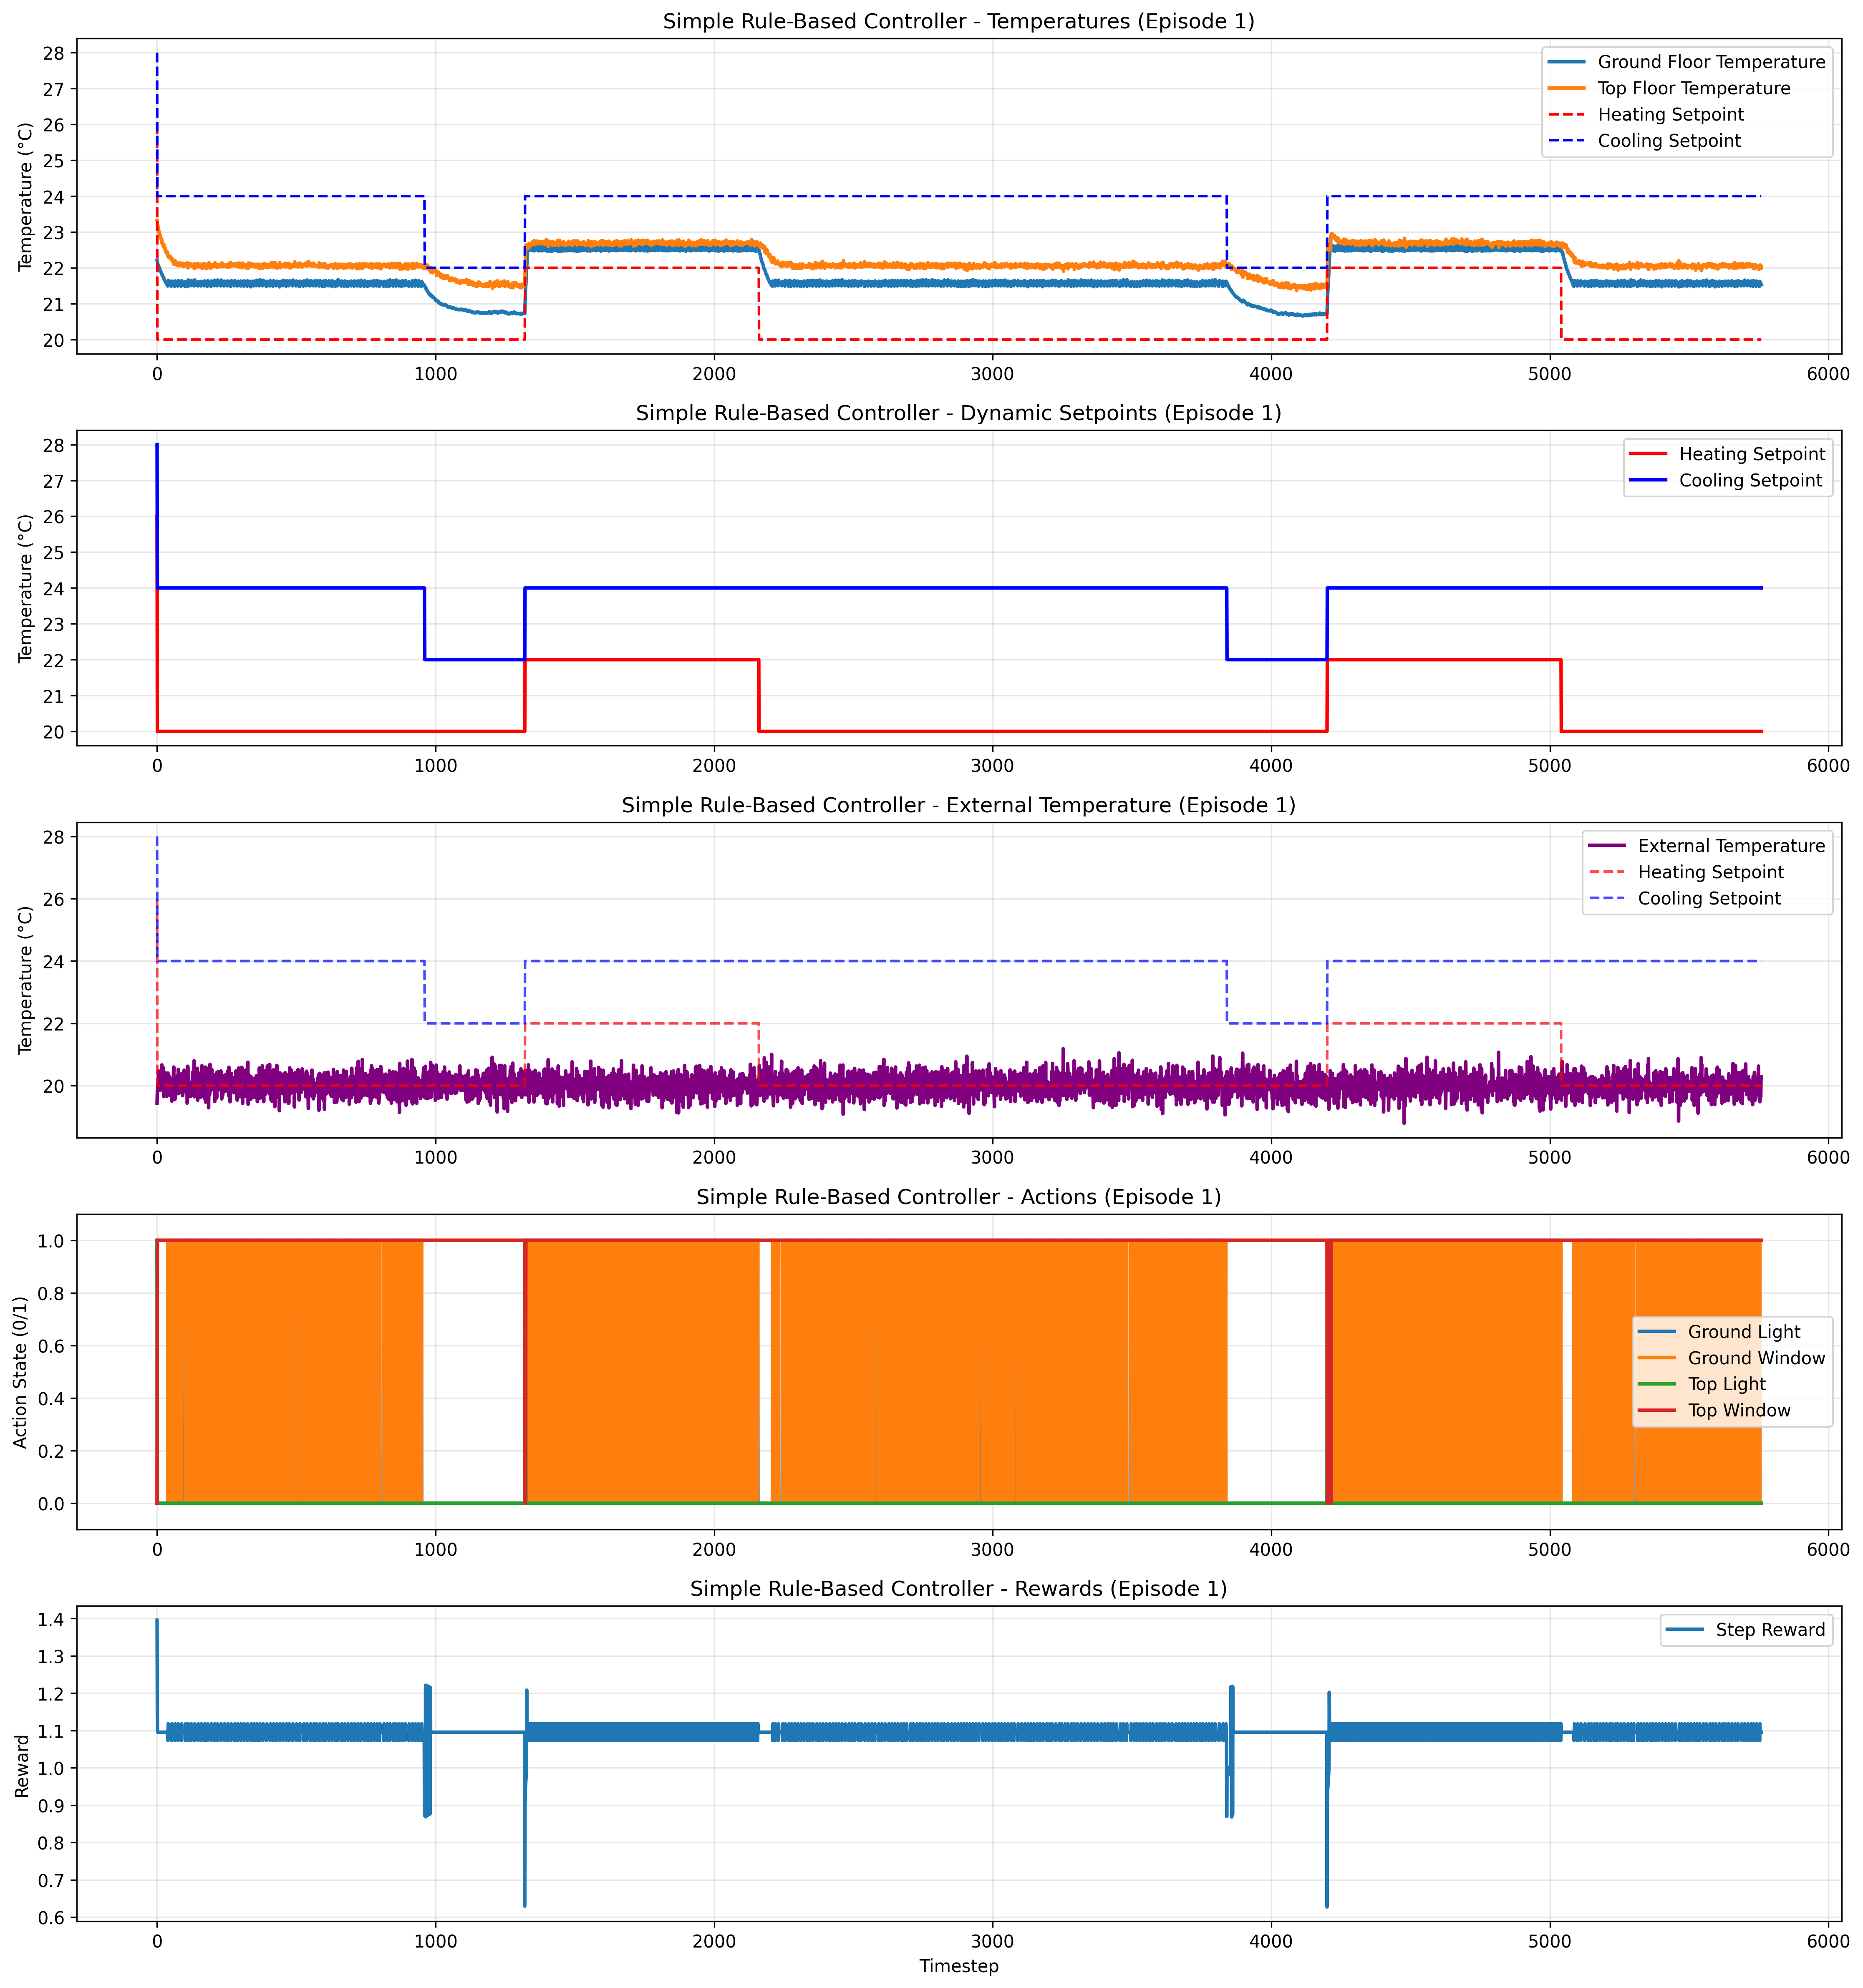 Simple Rule-Based Controller - Temperatures (Episode 1)
Temperature (°C)
28
27
26
25
24
23
22
21
20
Ground Floor Temperature
Top Floor Temperature
Heating Setpoint
Cooling Setpoint
0 1000 2000 3000 4000 5000 6000
Simple Rule-Based Controller - Dynamic Setpoints (Episode 1)
Temperature (°C)
28
27
26
25
24
23
22
21
20
Heating Setpoint
Cooling Setpoint
0 1000 2000 3000 4000 5000 6000
Simple Rule-Based Controller - External Temperature (Episode 1)
Temperature (°C)
28
26
24
22
20
External Temperature
Heating Setpoint
Cooling Setpoint
0 1000 2000 3000 4000 5000 6000
Simple Rule-Based Controller - Actions (Episode 1)
Action State (0/1)
1.0
0.8
0.6
0.4
0.2
0.0
Ground Light
Ground Window
Top Light
Top Window
0 1000 2000 3000 4000 5000 6000
Simple Rule-Based Controller - Rewards (Episode 1)
Reward
1.4
1.3
1.2
1.1
1.0
0.9
0.8
0.7
0.6
Step Reward
0 1000 2000 3000 4000 5000 6000
Timestep